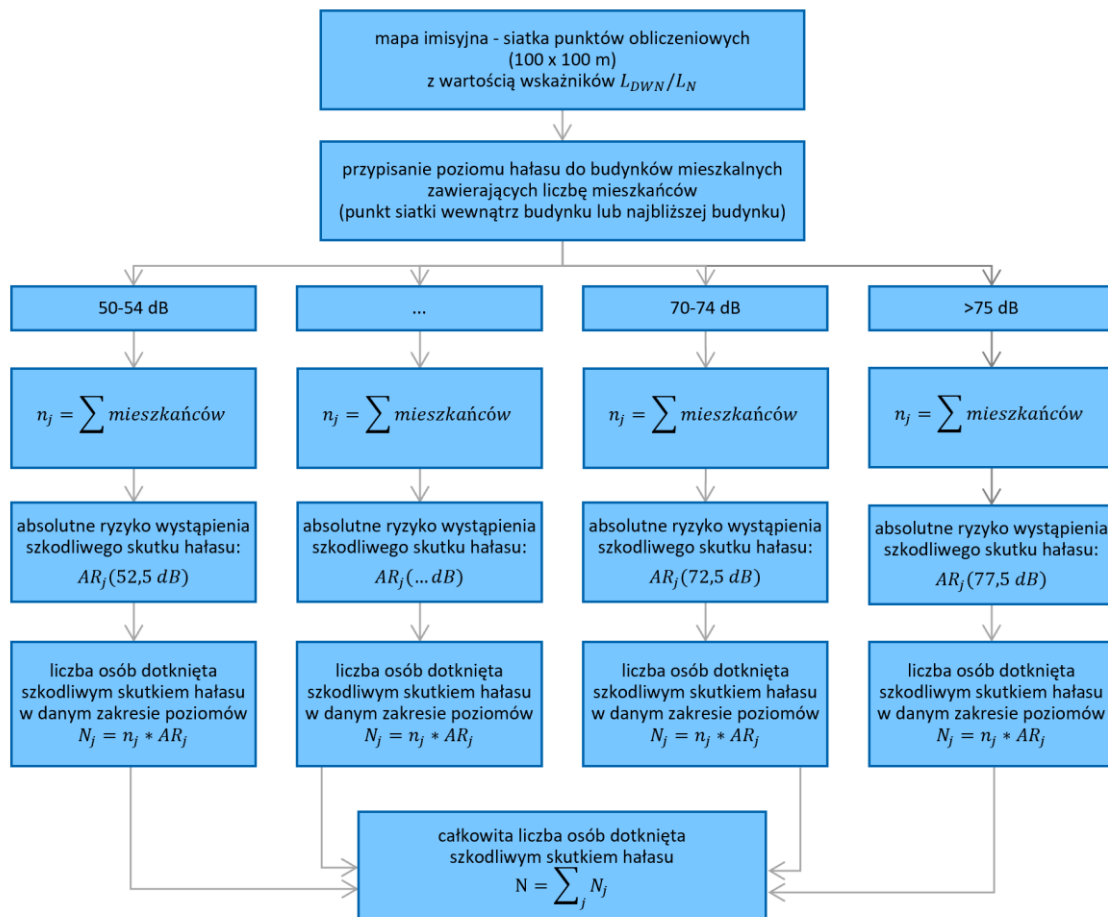 mapa imisyjna - siatka punktów obliczeniowych
(100 x 100 m)
z wartością wskażników L_{DWN}/L_N
przypisanie poziomu hałasu do budynków mieszkalnych
zawierających liczbę mieszkańców
(punkt siatki wewnątrz budynku lub najbliższej budynku)
50-54 dB
...
70-74 dB
>75 dB
n_j = ∑ mieszkańców
n_j = ∑ mieszkańców
n_j = ∑ mieszkańców
n_j = ∑ mieszkańców
absolutne ryzyko wystąpienia
szkodliwego skutku hałasu:
AR_j(52,5 dB)
absolutne ryzyko wystąpienia
szkodliwego skutku hałasu:
AR_j(... dB)
absolutne ryzyko wystąpienia
szkodliwego skutku hałasu:
AR_j(72,5 dB)
absolutne ryzyko wystąpienia
szkodliwego skutku hałasu:
AR_j(77,5 dB)
liczba osób dotknięta
szkodliwym skutkiem hałasu
w danym zakresie poziomów
N_j = n_j * AR_j
liczba osób dotknięta
szkodliwym skutkiem hałasu
w danym zakresie poziomów
N_j = n_j * AR_j
liczba osób dotknięta
szkodliwym skutkiem hałasu
w danym zakresie poziomów
N_j = n_j * AR_j
liczba osób dotknięta
szkodliwym skutkiem hałasu
w danym zakresie poziomów
N_j = n_j * AR_j
całkowita liczba osób dotknięta
szkodliwym skutkiem hałasu
N = ∑_j N_j